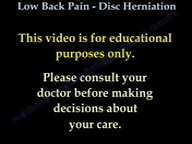 Low Back Pain - Disc Herniation
This video is for educational
purposes only.
Please consult your
doctor before making
decisions about
your care.